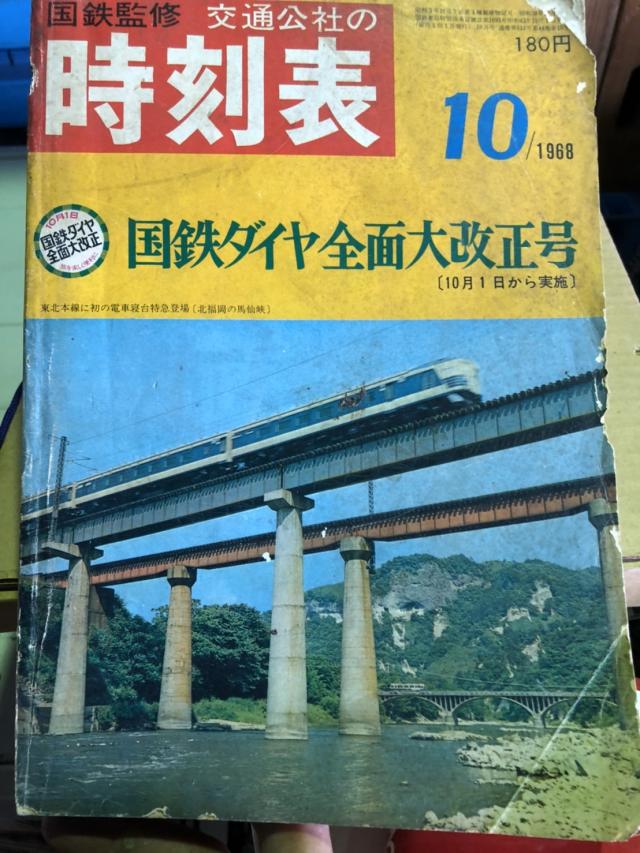 国鉄監修 交通公社の
時刻表
180円
10/1968
10月1日
国鉄ダイヤ
全面大改正
国鉄ダイヤ全面大改正号
〔10月1日から実施〕
東北本線に初の電車寝台特急登場〔北福岡の馬仙峡〕